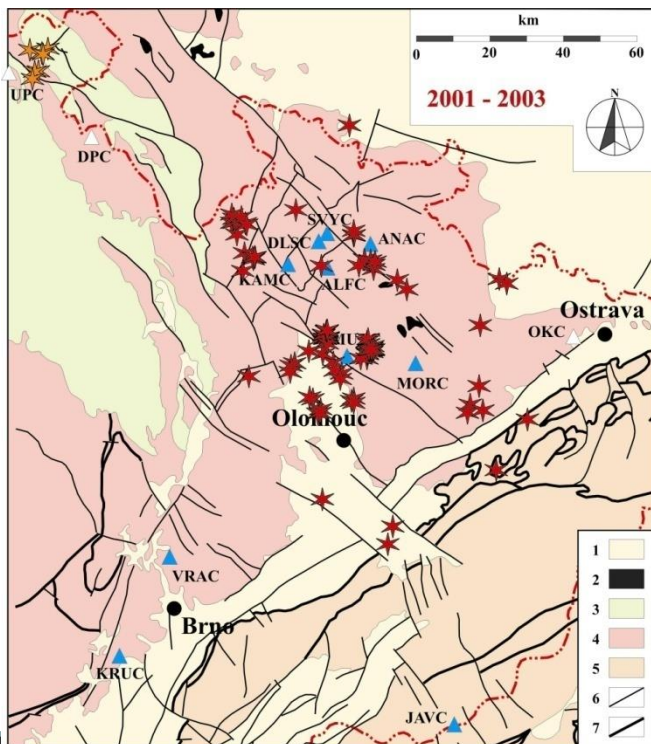 km
0 20 40 60
2001 - 2003
N
UPC
DPC
SVYC
DLSC
ANAC
KAMC
ALFC
Ostrava
OKC
MORC
Olomouc
VRAC
Brno
KRUC
JAVC
1
2
3
4
5
6
7